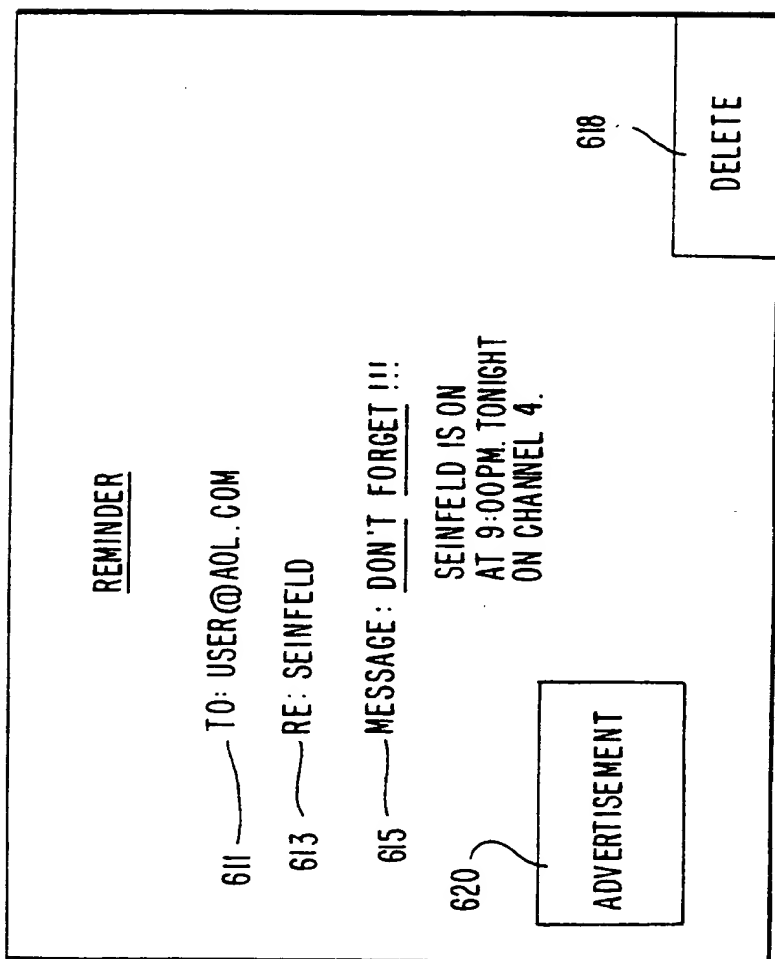 REMINDER
611 TO: USER@AOL.COM
613 RE: SEINFELD
615 MESSAGE: DON'T FORGET !!!
SEINFELD IS ON
AT 9:00PM. TONIGHT
ON CHANNEL 4.
620
ADVERTISEMENT
618
DELETE